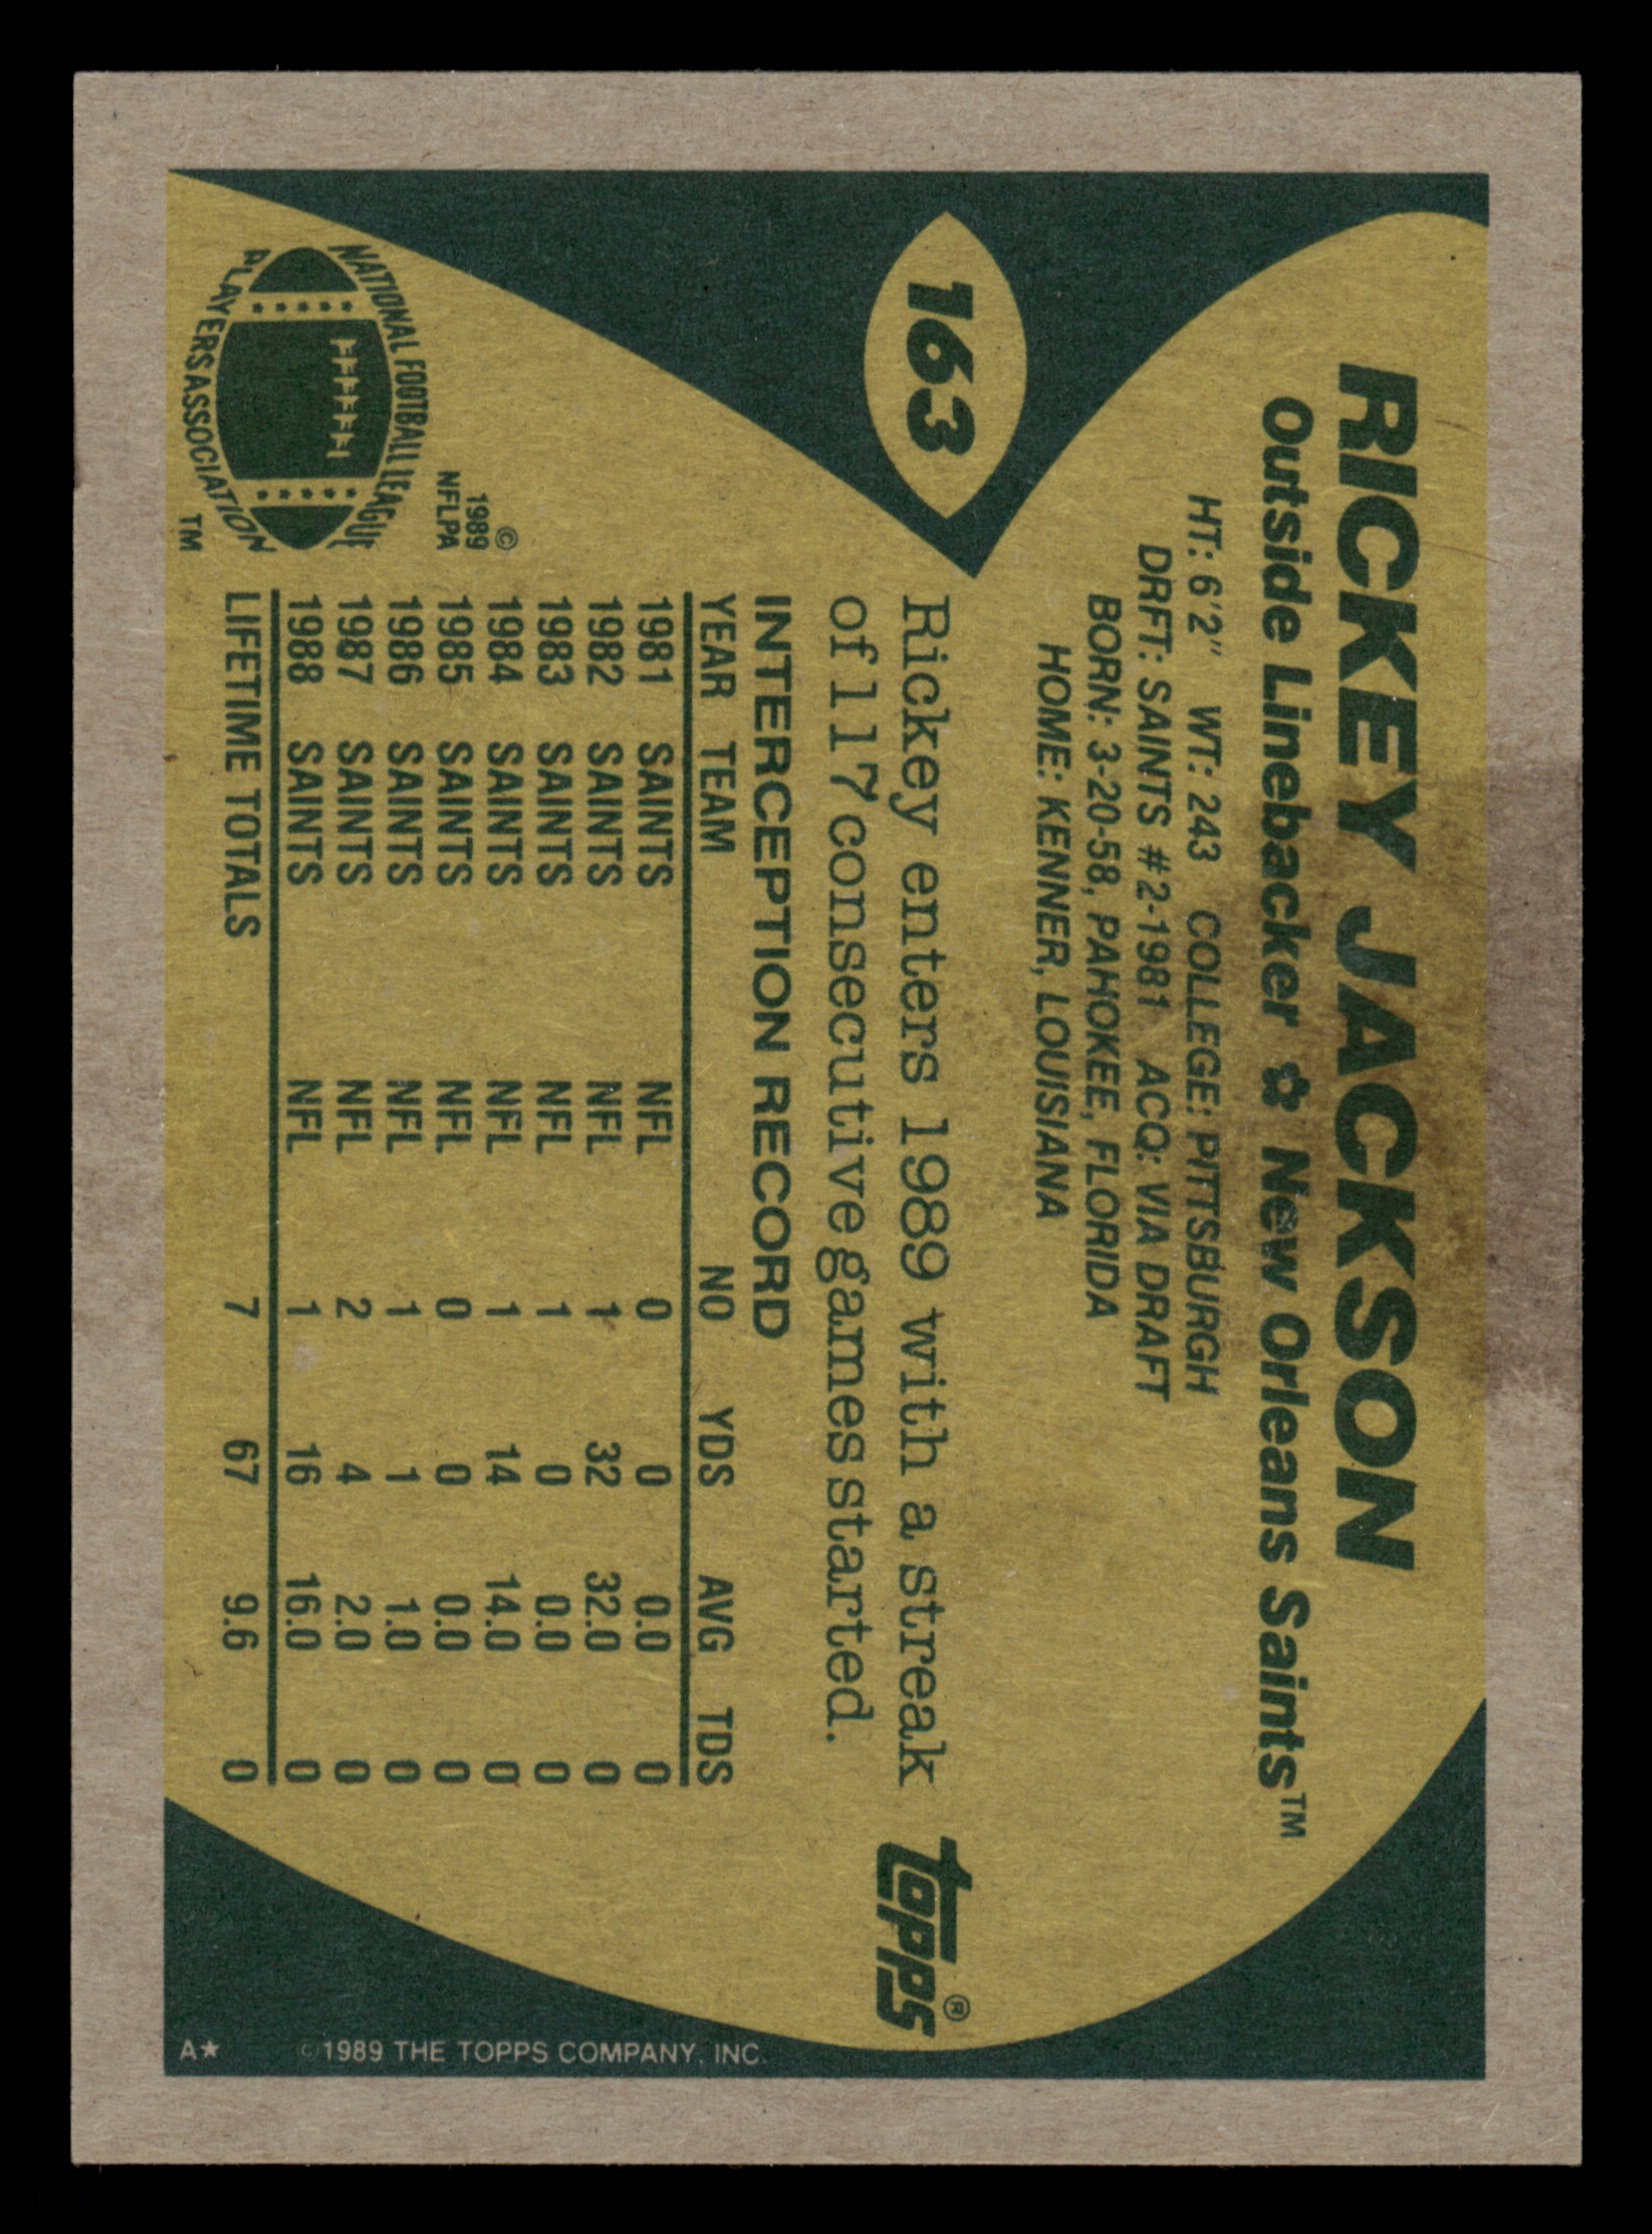 163
RICKEY JACKSON
Outside Linebacker ✿ New Orleans Saints™
HT: 6'2" WT: 243 COLLEGE: PITTSBURGH
DRFT: SAINTS #2-1981 ACQ: VIA DRAFT
BORN: 3-20-58, PAHOKEE, FLORIDA
HOME: KENNER, LOUISIANA
Rickey enters 1989 with a streak
of 117 consecutive games started.
INTERCEPTION RECORD
YEAR TEAM NO YDS AVG TDS
1981 SAINTS NFL 0 0 0.0 0
1982 SAINTS NFL 1 32 32.0 0
1983 SAINTS NFL 1 0 0.0 0
1984 SAINTS NFL 1 14 14.0 0
1985 SAINTS NFL 0 0 0.0 0
1986 SAINTS NFL 1 1 1.0 0
1987 SAINTS NFL 2 4 2.0 0
1988 SAINTS NFL 1 16 16.0 0
LIFETIME TOTALS 7 67 9.6 0
©
1989
NFLPA
NATIONAL FOOTBALL LEAGUE
PLAYERS ASSOCIATION
TM
topps®
A★ ©1989 THE TOPPS COMPANY, INC.